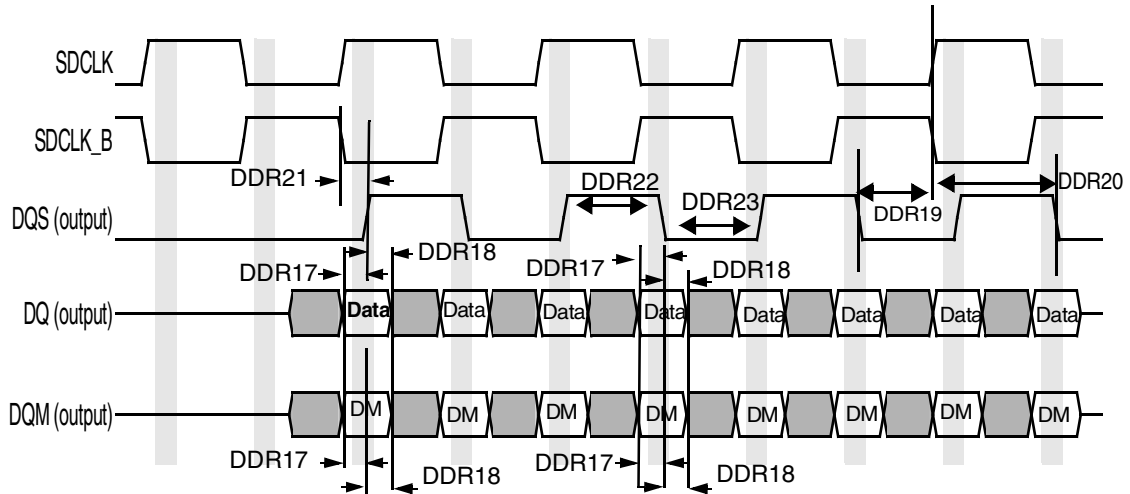 SDCLK
SDCLK_B
DDR21
DDR22
DDR20
DQS (output)
DDR23
DDR19
DDR18
DDR17
DDR17
DDR18
DQ (output)
Data Data Data Data Data Data Data Data
DQM (output)
DM DM DM DM DM DM DM DM
DDR17
DDR18
DDR17
DDR18